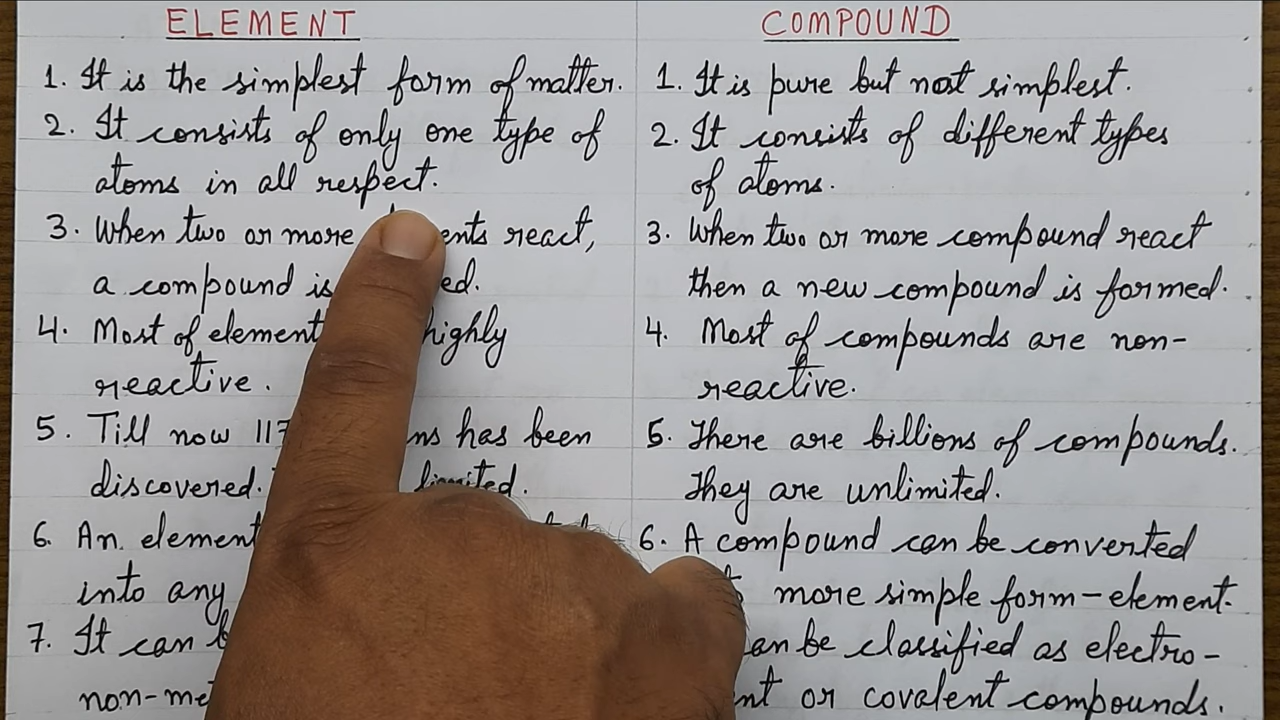 ELEMENT
1. It is the simplest form of matter.
2. It consists of only one type of
atoms in all respect.
3. When two or more react,
a compound is
4. Most of element highly
reactive.
5. Till now 117 has been
discovered. limited.
6. An element
into any
7. It can
COMPOUND
1. It is pure but not simplest.
2. It consists of different types
of atoms.
3. When two or more compound react
then a new compound is formed.
4. Most of compounds are non-
reactive.
5. There are billions of compounds.
They are unlimited.
6. A compound can be converted
more simple form-element.
be classified as electro-
or covalent compounds.